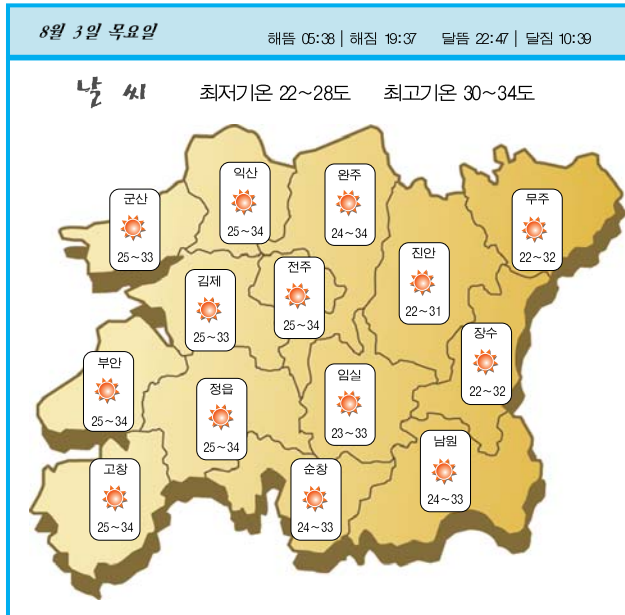 8월 3일 목요일
해뜸 05:38 | 해짐 19:37 달뜸 22:47 | 달짐 10:39
날 씨
최저기온 22~28도 최고기온 30~34도
익산
25~34
완주
24~34
군산
25~33
무주
22~32
진안
22~31
전주
25~34
김제
25~33
장수
22~32
부안
25~34
임실
23~33
정읍
25~34
남원
24~33
고창
25~34
순창
24~33